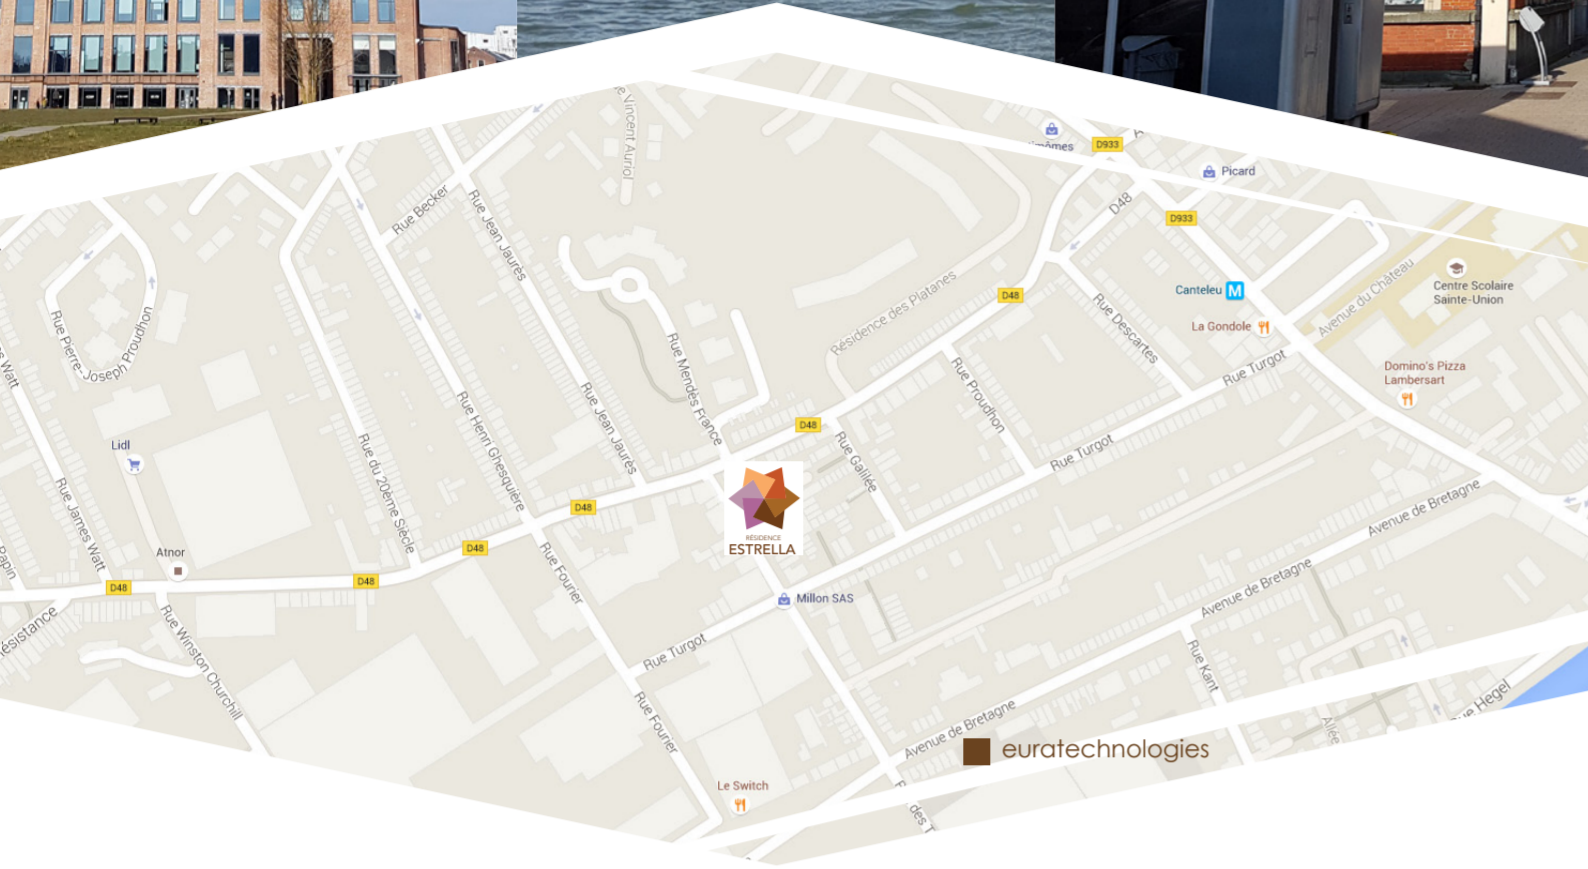 Vincent Auriol
D933
Picard
Rue Becker
Rue Jean Jaurès
D48
D933
Centre Scolaire
Sainte-Union
Avenue du Château
Canteleu M
D48
Résidence des Platanes
Rue Descartes
La Gondole
Rue Pierre-Joseph Proudhon
Rue Mendès France
Rue Turgot
Domino's Pizza
Lambersart
Rue Proudhon
Rue Jean Jaurès
Rue Henri Ghesquière
D48
Rue Galilée
Rue Turgot
Lidl
Rue du 20ème Siècle
Rue James Watt
D48
RÉSIDENCE
ESTRELLA
Avenue de Bretagne
Atnor
D48
D48
D48
Rue Fourier
Millon SAS
Avenue de Bretagne
Rue Winston Churchill
Rue Turgot
Rue Kant
Rue Hegel
Rue Fourier
Avenue de Bretagne
Allée
euratechnologies
Le Switch
des T